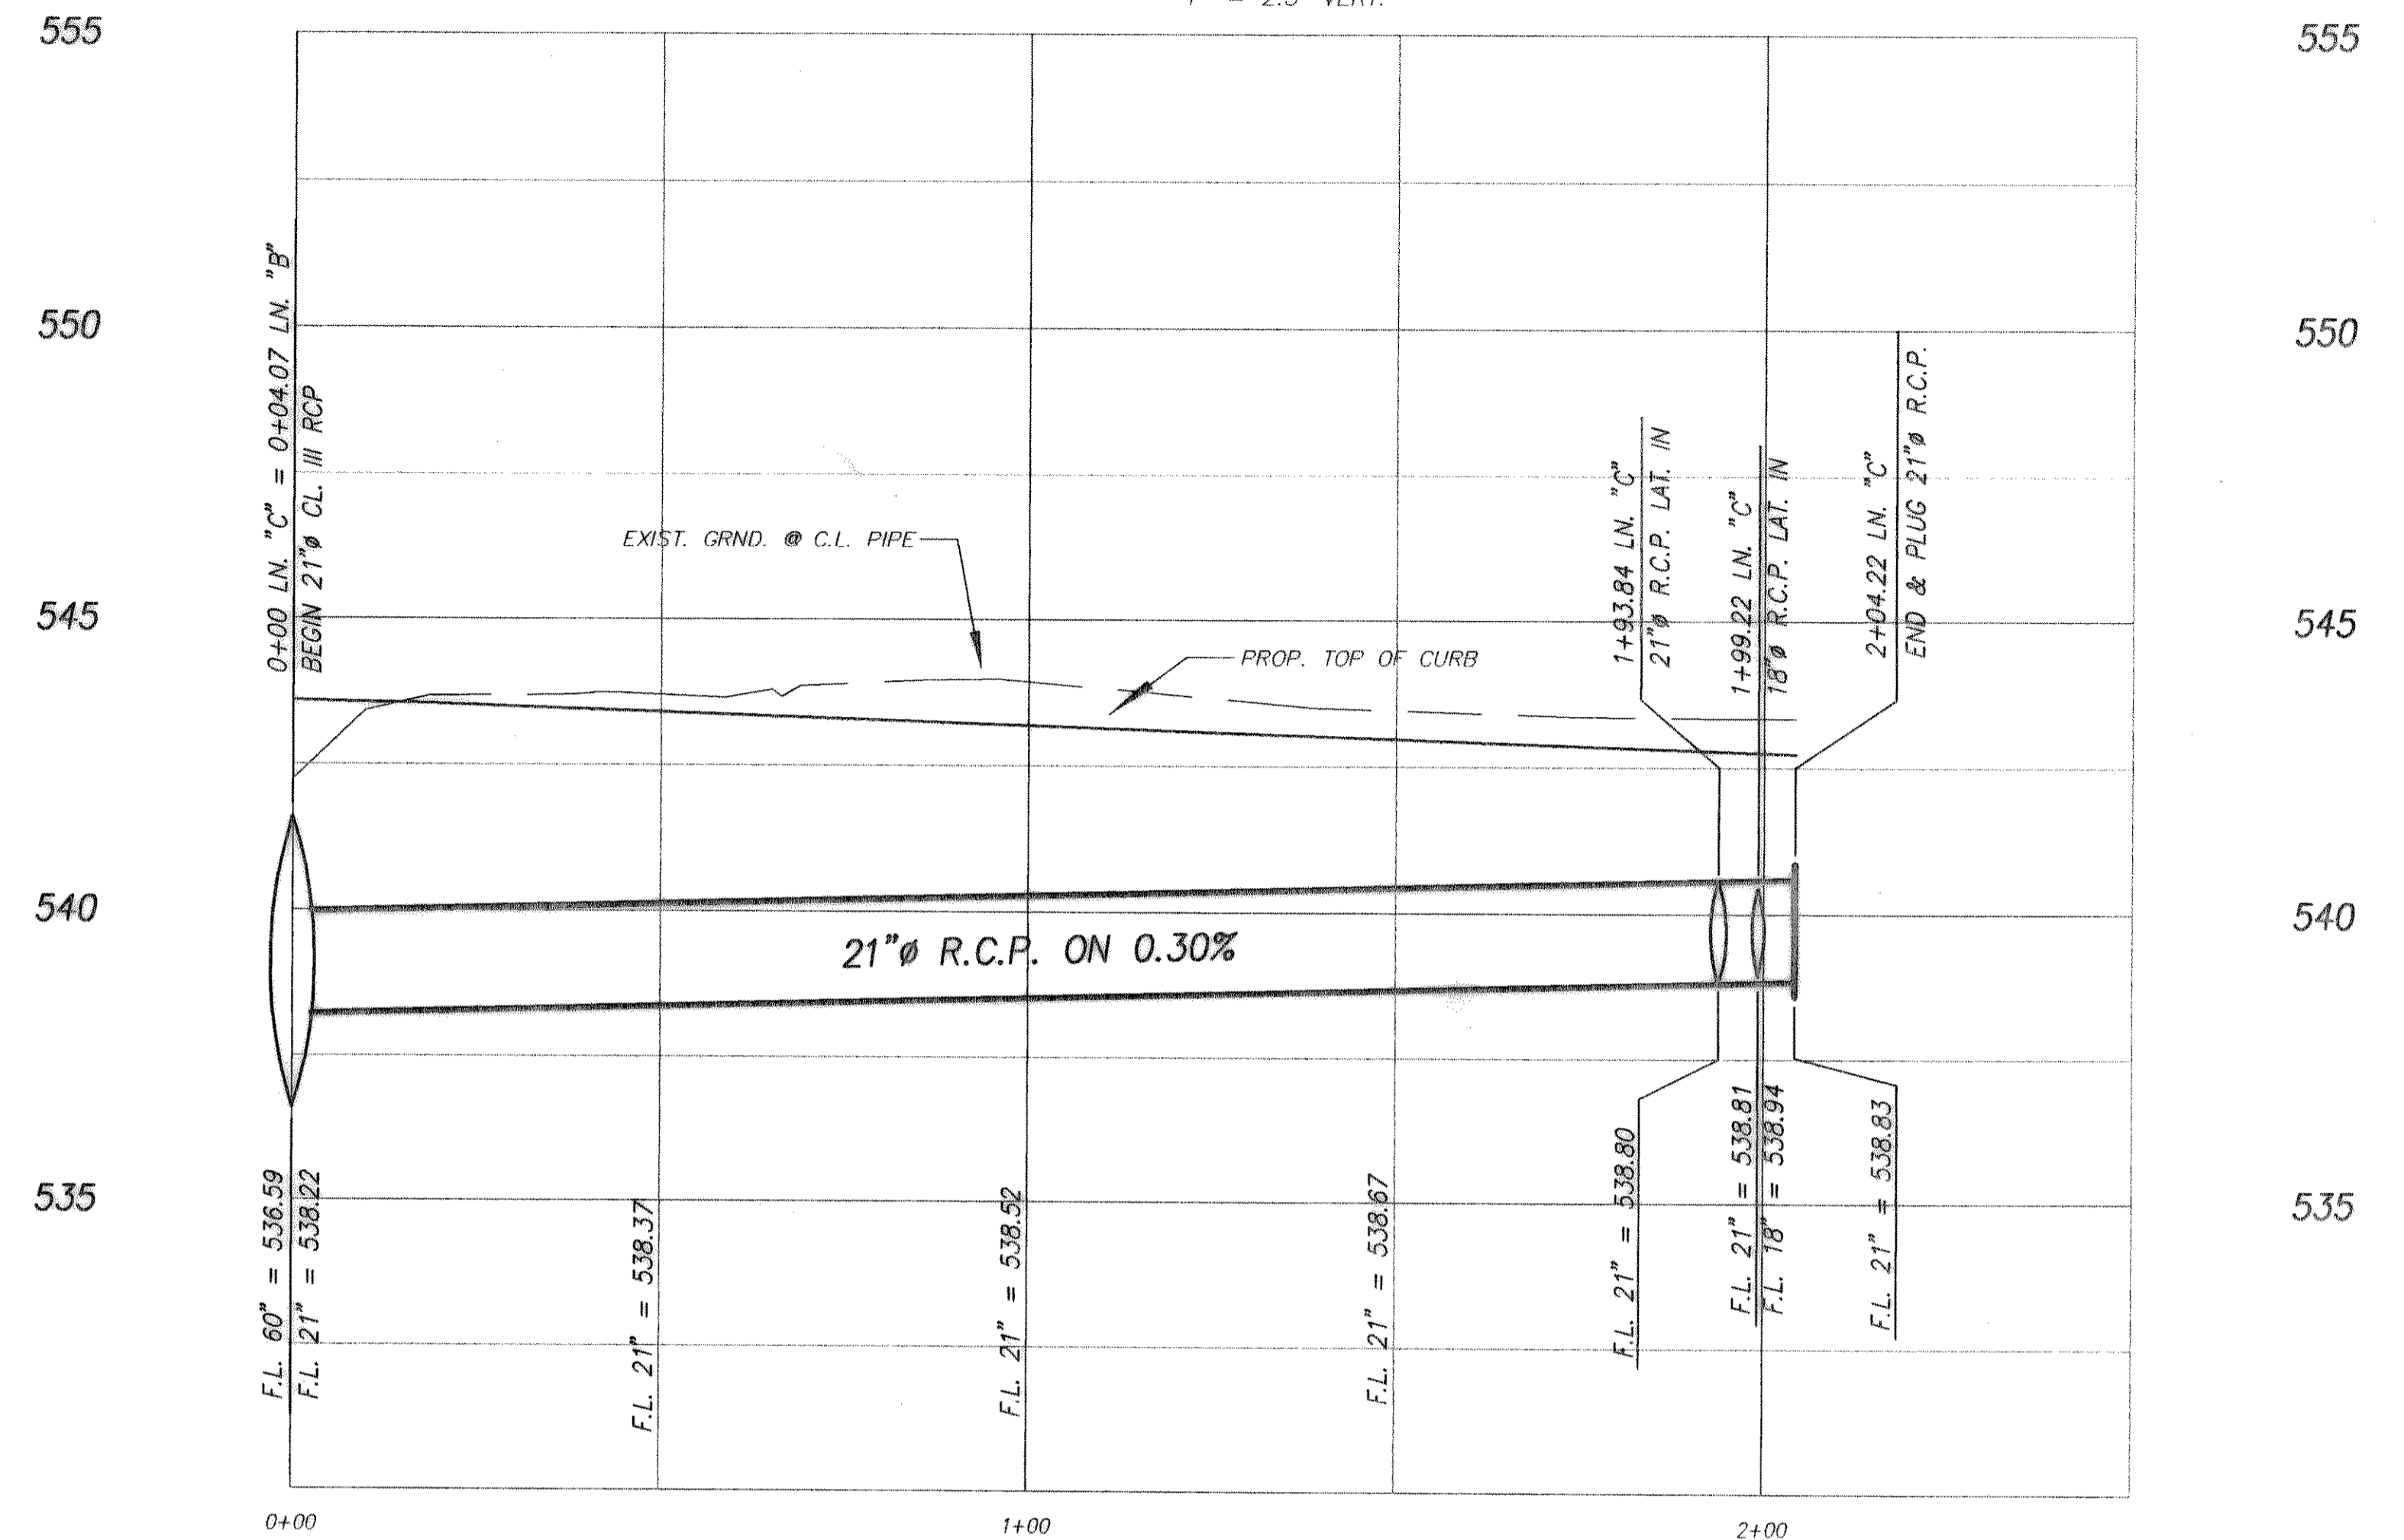 1" = 2.5' VERT.
555
555
550
550
545
545
540
540
535
535
0+00 LN. "C" = 0+04.07 LN. "B"
BEGIN 21"ø CL. III RCP
EXIST. GRND. @ C.L. PIPE
PROP. TOP OF CURB
1+93.84 LN. "C"
21"ø R.C.P. LAT. IN
1+99.22 LN. "C"
18"ø R.C.P. LAT. IN
2+04.22 LN. "C"
END & PLUG 21"ø R.C.P.
21"ø R.C.P. ON 0.30%
F.L. 60" = 536.59
F.L. 21" = 538.22
F.L. 21" = 538.37
F.L. 21" = 538.52
F.L. 21" = 538.67
F.L. 21" = 538.80
F.L. 21" = 538.81
F.L. 18" = 538.94
F.L. 21" = 538.83
0+00
1+00
2+00